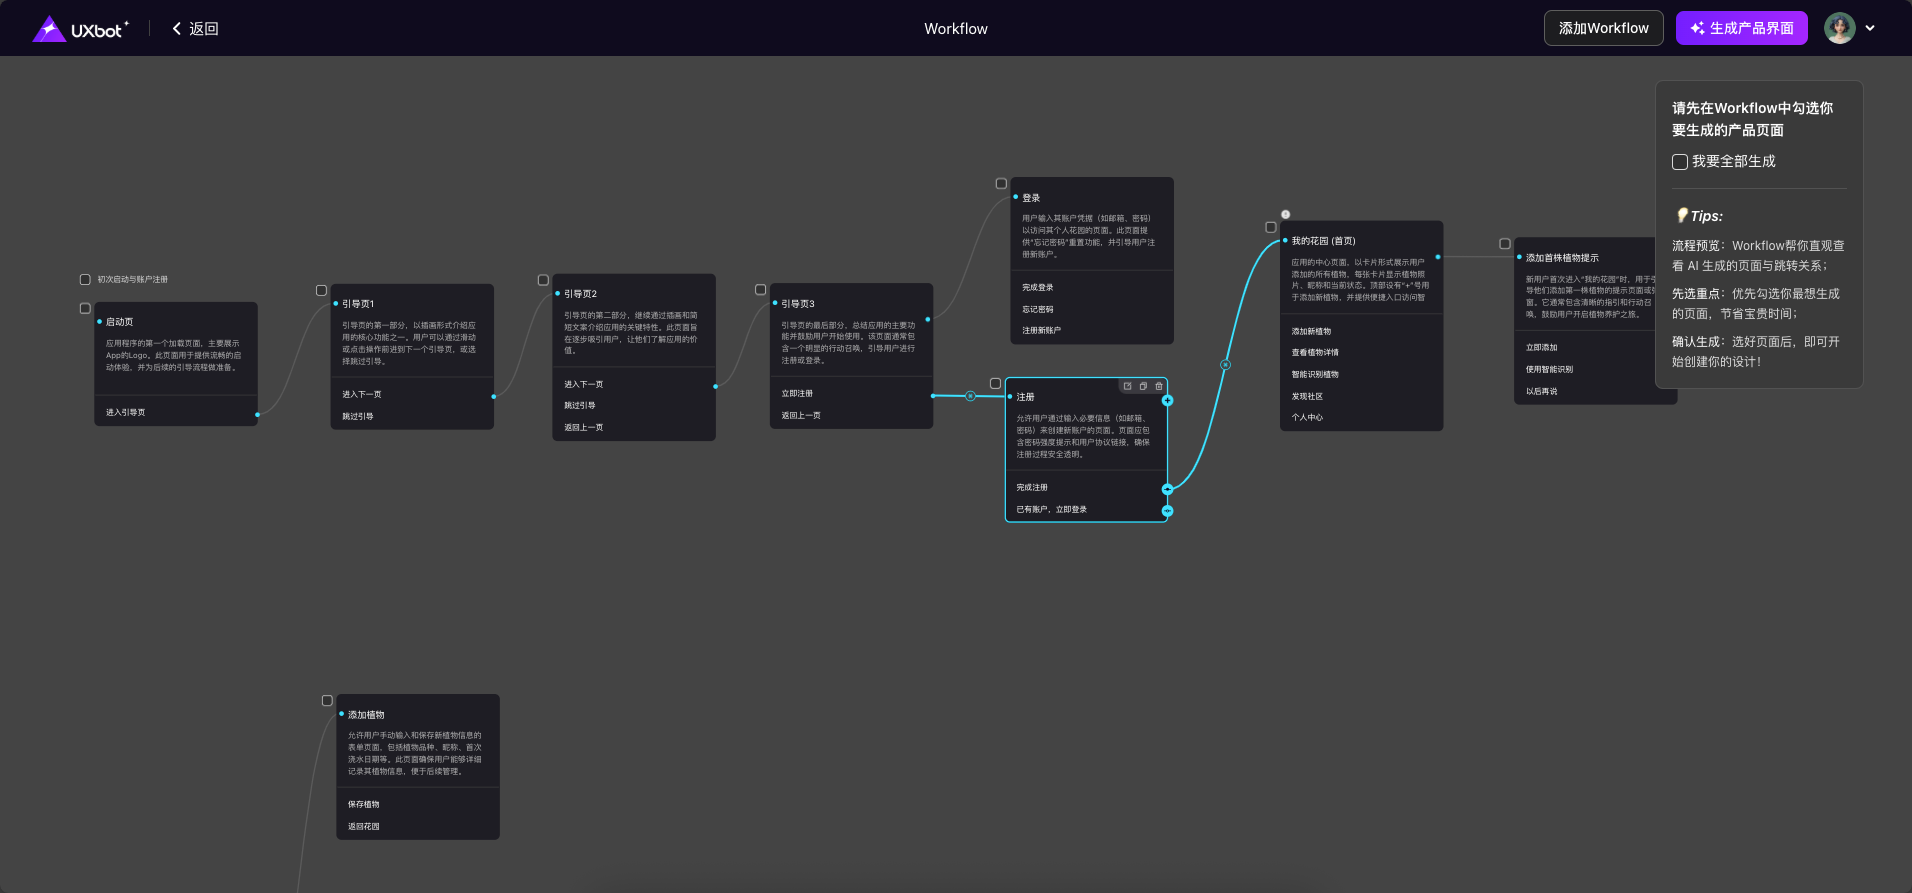 UXbot
返回
Workflow
添加Workflow
生成产品界面
请先在Workflow中勾选你
要生成的产品页面
我要全部生成
Tips:
流程预览：Workflow帮你直观查
看 AI 生成的页面与跳转关系；
先选重点：优先勾选你最想生成
的页面，节省宝贵时间；
确认生成：选好页面后，即可开
始创建你的设计！
初次启动与账户注册
启动页
应用程序的第一个加载页面，主要展示
App的Logo。此页面用于提供流畅的启
动体验，并为后续的引导流程做准备。
进入引导页
引导页1
引导页的第一部分，以插画形式介绍应
用的核心功能之一。用户可以通过滑动
或点击操作前进到下一个引导页，或选
择跳过引导。
进入下一页
跳过引导
引导页2
引导页的第二部分，继续通过插画和简
短文案介绍应用的关键特性。此页面旨
在逐步吸引用户，让他们了解应用的价
值。
进入下一页
跳过引导
返回上一页
引导页3
引导页的最后部分，总结应用的主要功
能并鼓励用户开始使用。该页面通常包
含一个明显的行动召唤，引导用户进行
注册或登录。
立即注册
返回上一页
登录
用户输入其账户凭据（如邮箱、密码）
以访问其个人花园的页面。此页面提
供“忘记密码”重置功能，并引导用户注
册新账户。
完成登录
忘记密码
注册新账户
注册
允许用户通过输入必要信息（如邮箱、
密码）来创建新账户的页面。页面应包
含密码强度提示和用户协议链接，确保
注册过程安全透明。
完成注册
已有账户，立即登录
我的花园 (首页)
应用的中心页面，以卡片形式展示用户
添加的所有植物，每张卡片显示植物照
片、昵称和当前状态。顶部设有“+”号用
于添加新植物，并提供便捷入口访问智
添加新植物
查看植物详情
智能识别植物
发现社区
个人中心
添加首株植物提示
新用户首次进入“我的花园”时，用于引
导他们添加第一株植物的提示页面或弹
窗。它通常包含清晰的指引和行动召
唤，鼓励用户开启植物养护之旅。
立即添加
使用智能识别
以后再说
添加植物
允许用户手动输入和保存新植物信息的
表单页面，包括植物品种、昵称、首次
浇水日期等。此页面确保用户能够详细
记录其植物信息，便于后续管理。
保存植物
返回花园